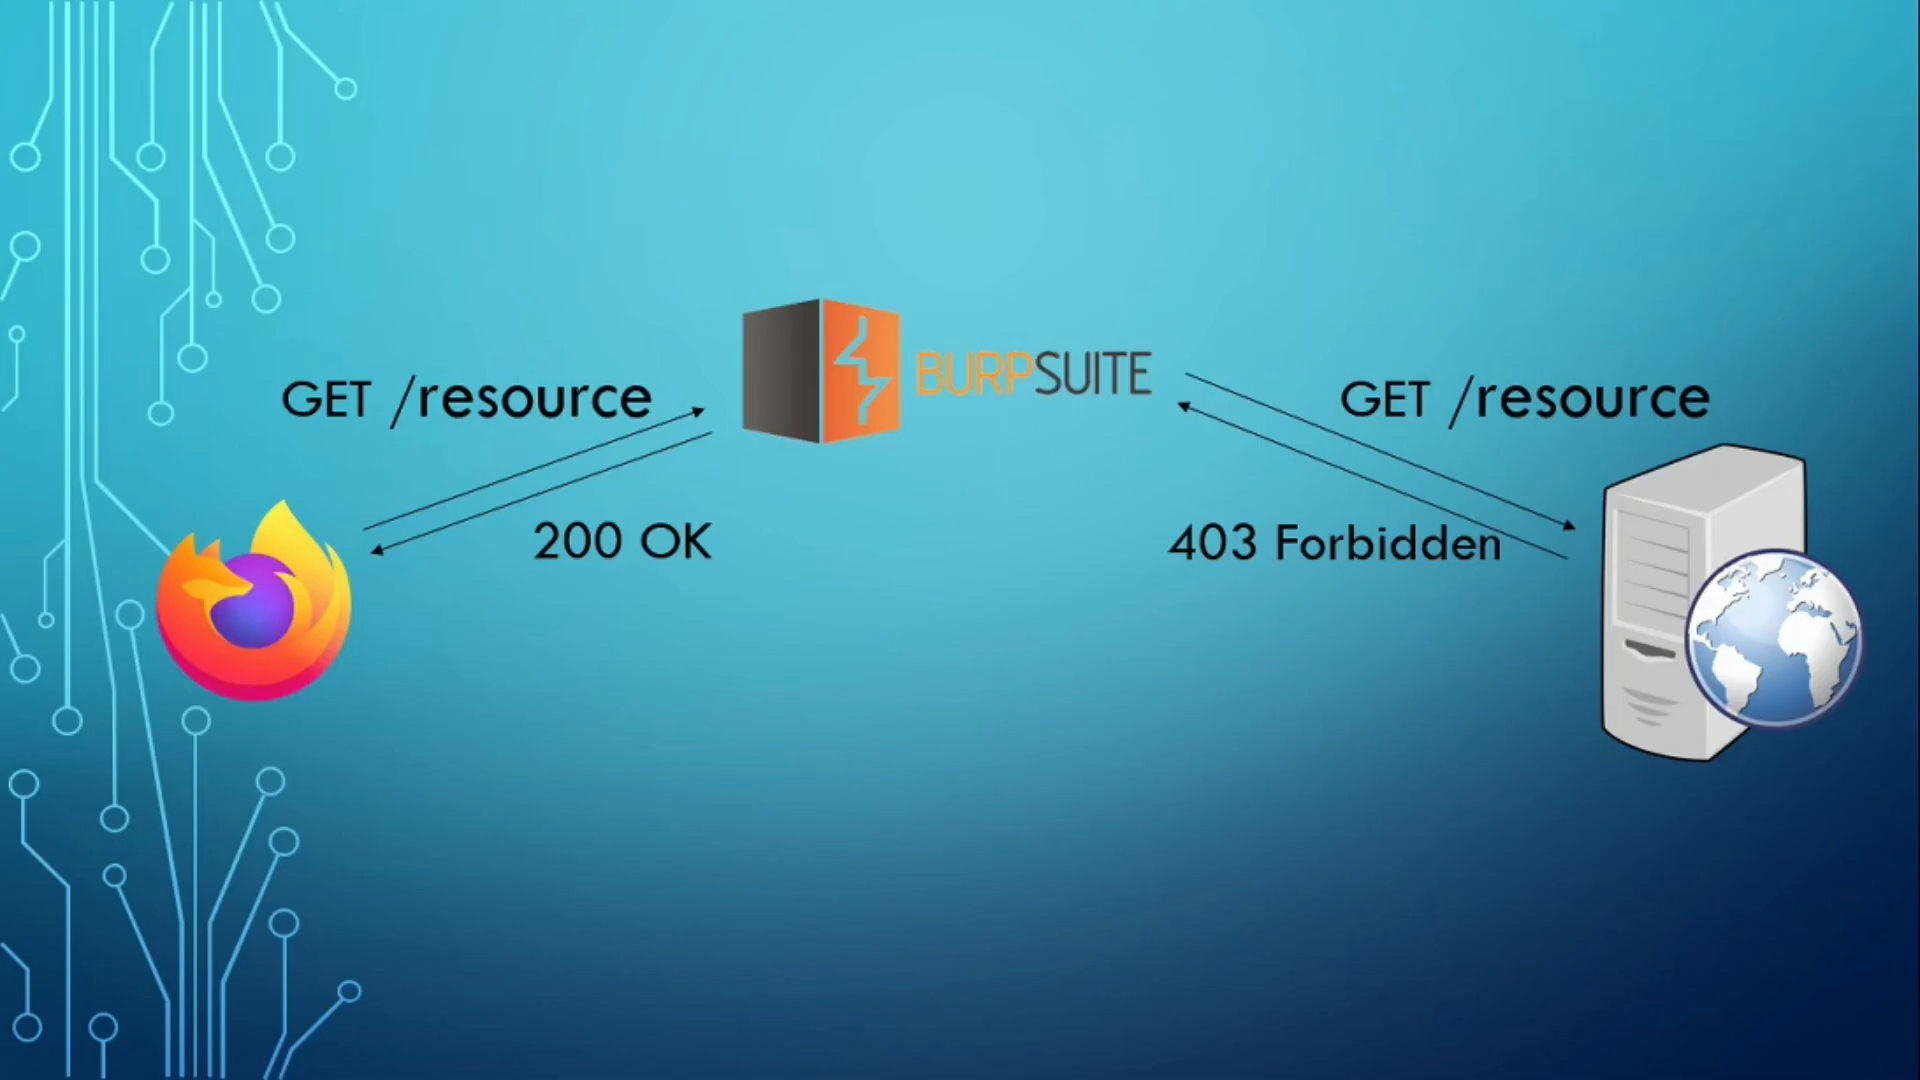 BURPSUITE
GET /resource
GET /resource
200 OK
403 Forbidden